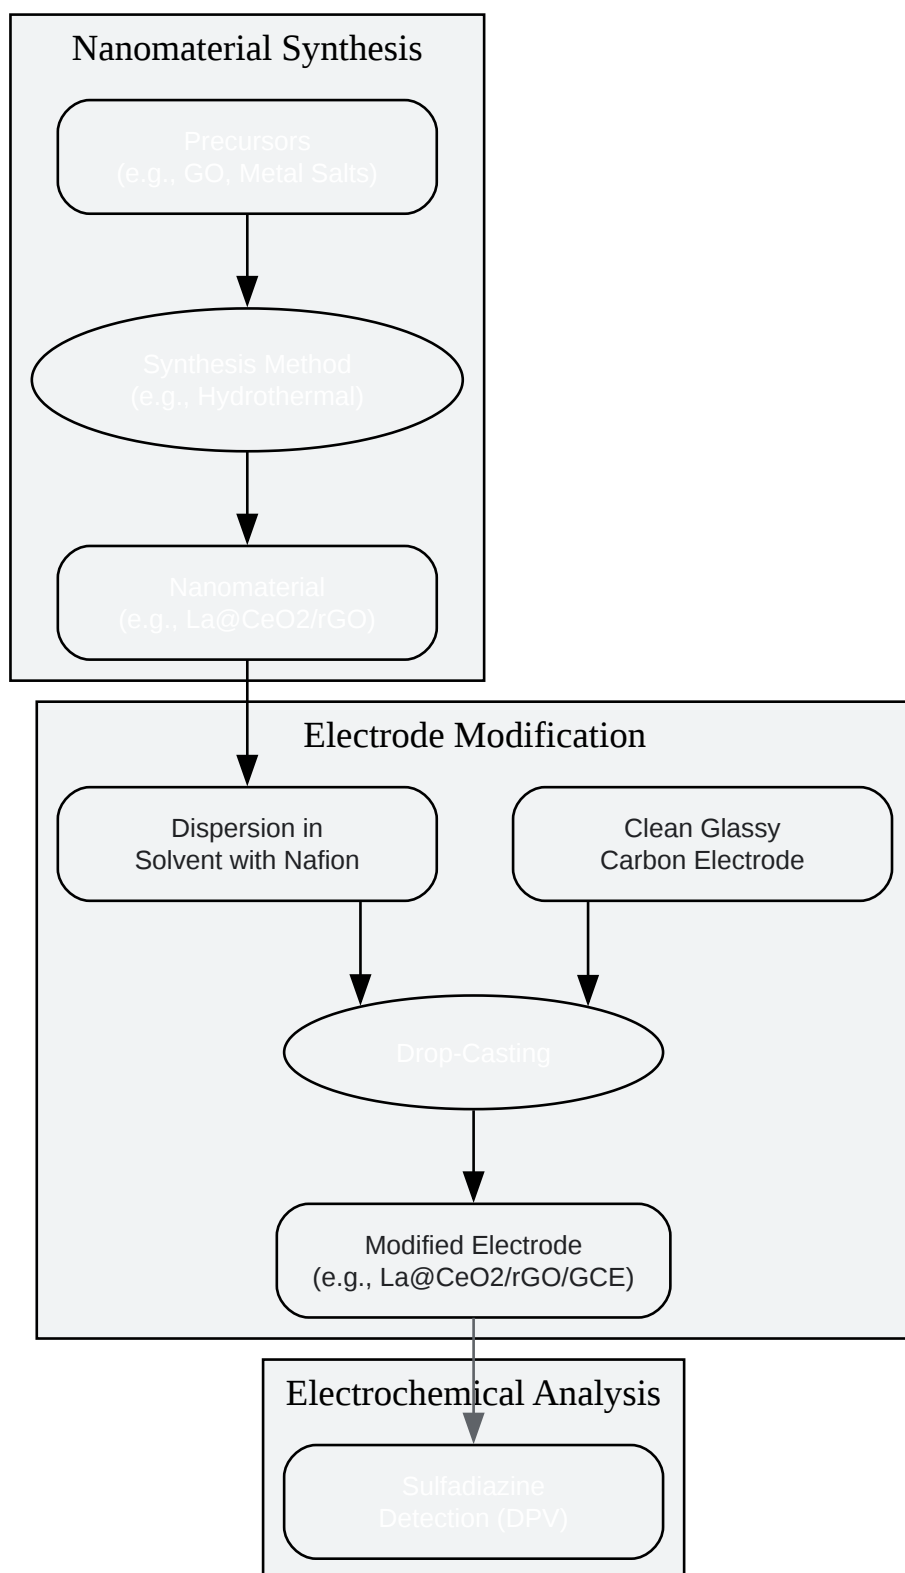 Nanomaterial Synthesis
Precursors
(e.g., GO, Metal Salts)
Synthesis Method
(e.g., Hydrothermal)
Nanomaterial
(e.g., La@CeO2/rGO)
Electrode Modification
Dispersion in
Solvent with Nafion
Clean Glassy
Carbon Electrode
Drop-Casting
Modified Electrode
(e.g., La@CeO2/rGO/GCE)
Electrochemical Analysis
Sulfadiazine
Detection (DPV)